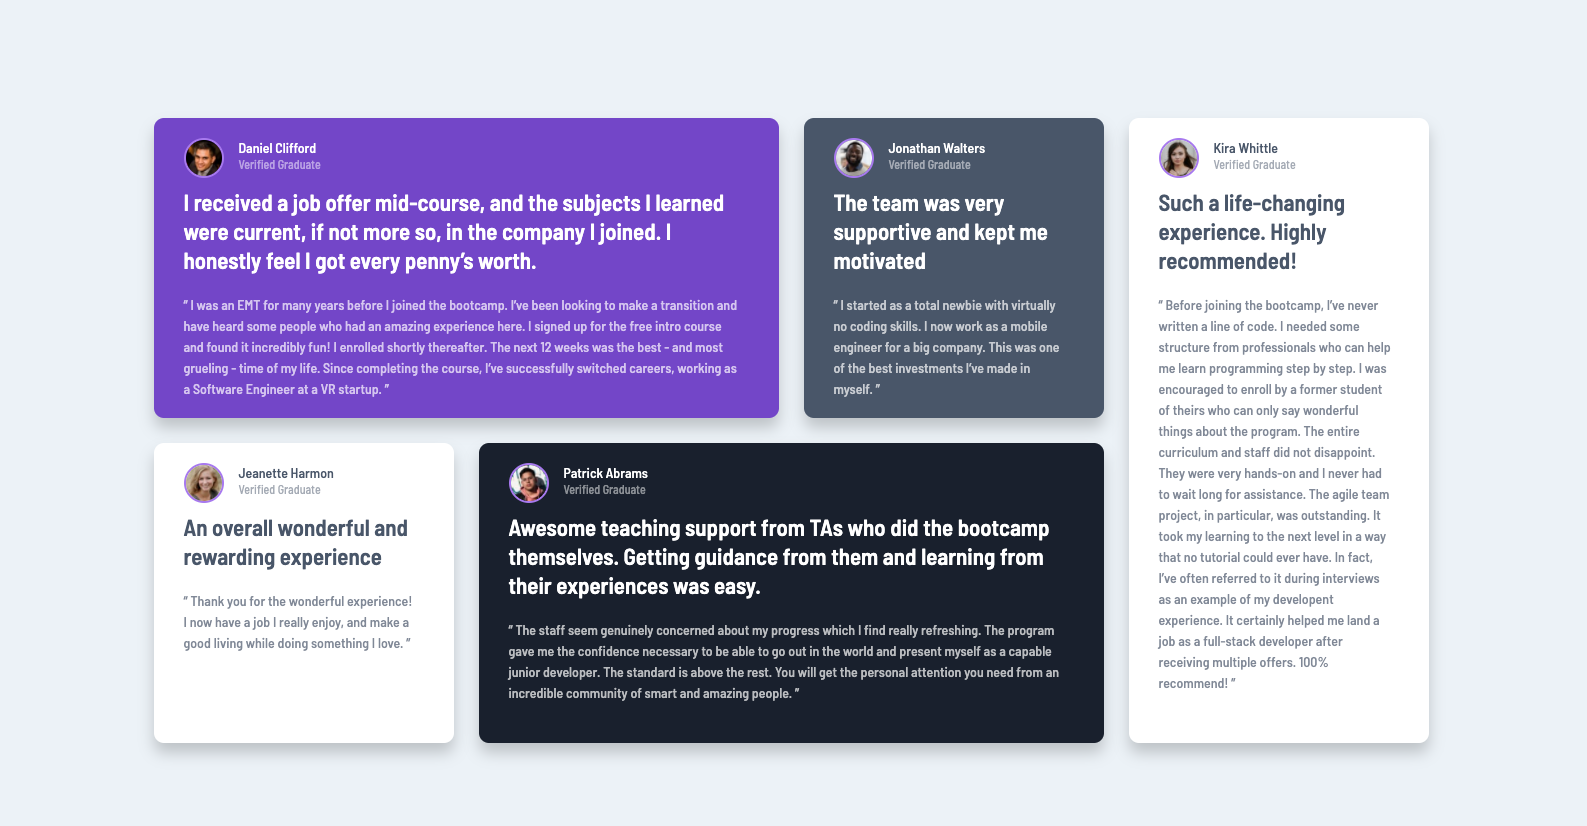 Daniel Clifford
Verified Graduate
I received a job offer mid-course, and the subjects I learned
were current, if not more so, in the company I joined. I
honestly feel I got every penny’s worth.
" I was an EMT for many years before I joined the bootcamp. I’ve been looking to make a transition and
have heard some people who had an amazing experience here. I signed up for the free intro course
and found it incredibly fun! I enrolled shortly thereafter. The next 12 weeks was the best - and most
grueling - time of my life. Since completing the course, I’ve successfully switched careers, working as
a Software Engineer at a VR startup. "
Jonathan Walters
Verified Graduate
The team was very
supportive and kept me
motivated
" I started as a total newbie with virtually
no coding skills. I now work as a mobile
engineer for a big company. This was one
of the best investments I’ve made in
myself. "
Kira Whittle
Verified Graduate
Such a life-changing
experience. Highly
recommended!
" Before joining the bootcamp, I’ve never
written a line of code. I needed some
structure from professionals who can help
me learn programming step by step. I was
encouraged to enroll by a former student
of theirs who can only say wonderful
things about the program. The entire
curriculum and staff did not disappoint.
They were very hands-on and I never had
to wait long for assistance. The agile team
project, in particular, was outstanding. It
took my learning to the next level in a way
that no tutorial could ever have. In fact,
I’ve often referred to it during interviews
as an example of my developent
experience. It certainly helped me land a
job as a full-stack developer after
receiving multiple offers. 100%
recommend! "
Jeanette Harmon
Verified Graduate
An overall wonderful and
rewarding experience
" Thank you for the wonderful experience!
I now have a job I really enjoy, and make a
good living while doing something I love. "
Patrick Abrams
Verified Graduate
Awesome teaching support from TAs who did the bootcamp
themselves. Getting guidance from them and learning from
their experiences was easy.
" The staff seem genuinely concerned about my progress which I find really refreshing. The program
gave me the confidence necessary to be able to go out in the world and present myself as a capable
junior developer. The standard is above the rest. You will get the personal attention you need from an
incredible community of smart and amazing people. "